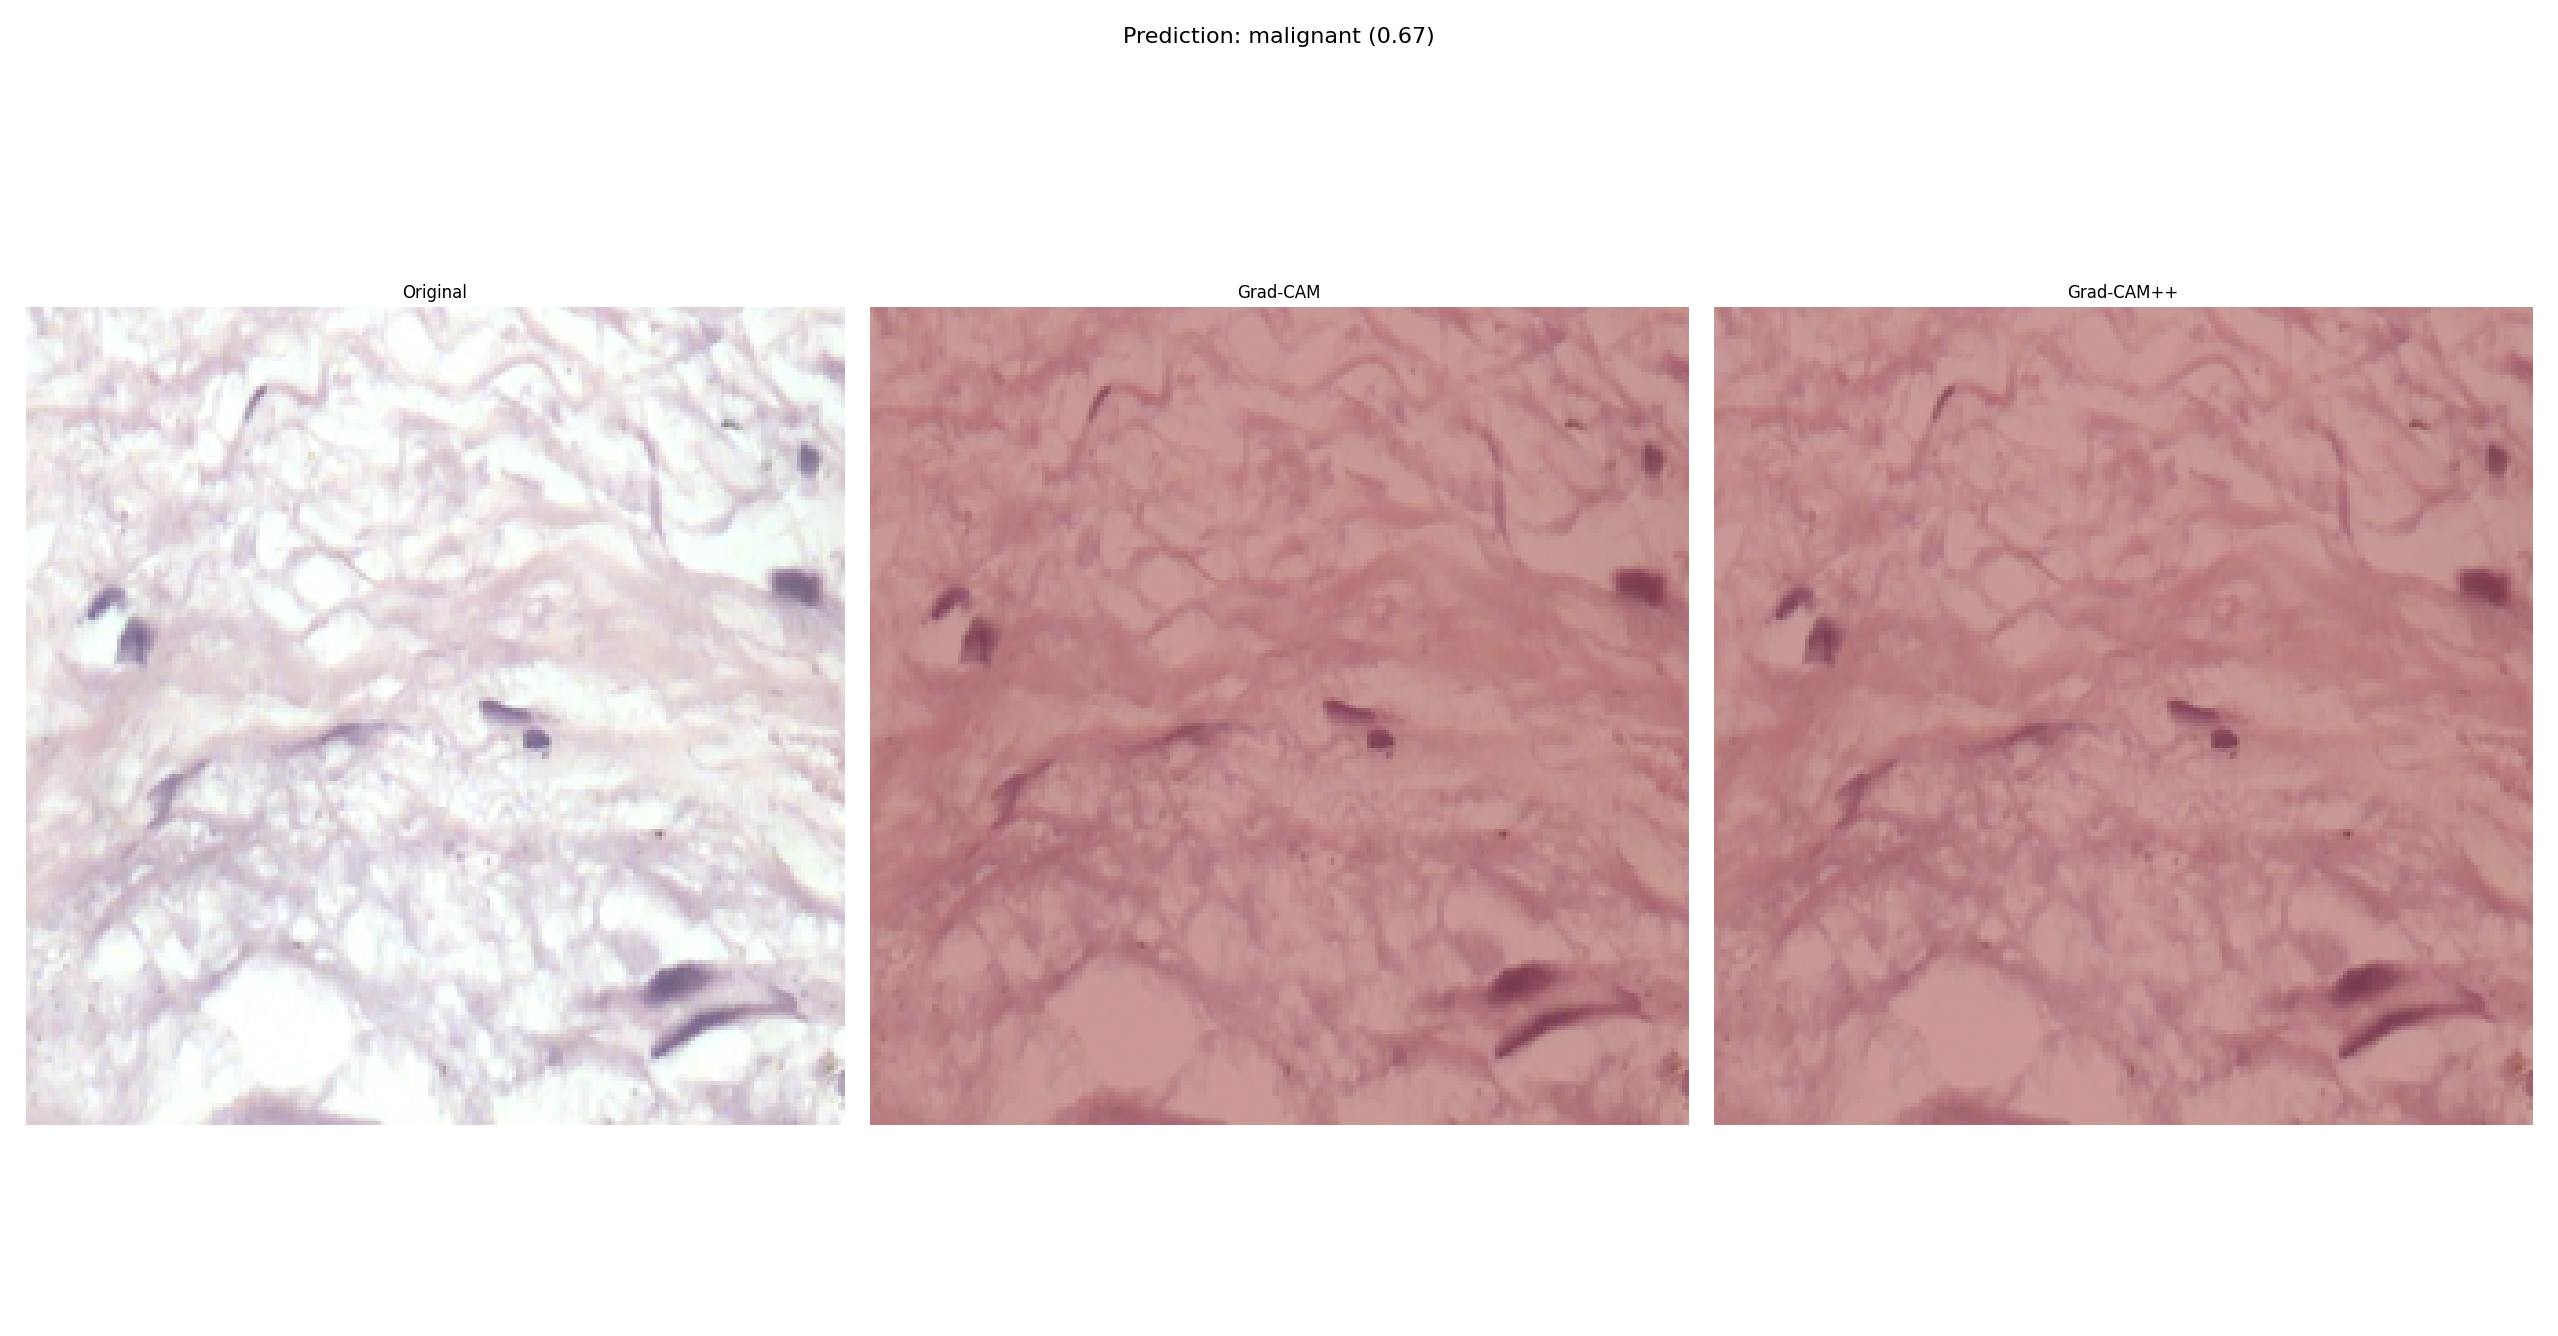 Prediction: malignant (0.67)
Original
Grad-CAM
Grad-CAM++